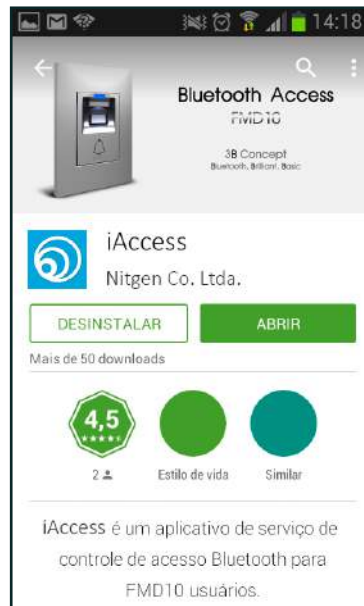 14:18
Bluetooth Access
FMD10
3B Concept
Bluetooth, Brilliant, Basic
iAccess
Nitgen Co. Ltda.
DESINSTALAR
ABRIR
Mais de 50 downloads
4,5
2
Estilo de vida
Similar
iAccess é um aplicativo de serviço de
controle de acesso Bluetooth para
FMD10 usuários.